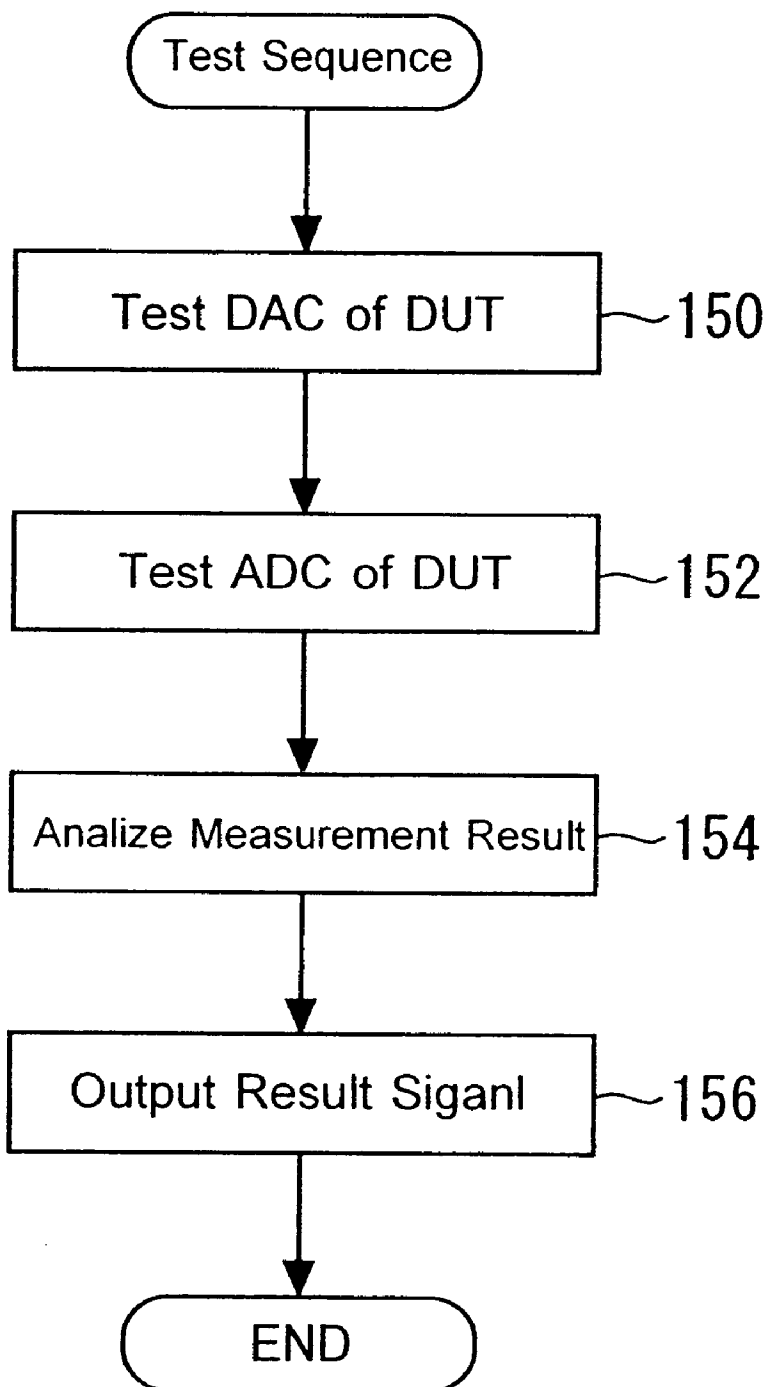 Test Sequence
Test DAC of DUT
150
Test ADC of DUT
152
Analize Measurement Result
154
Output Result Siganl
156
END